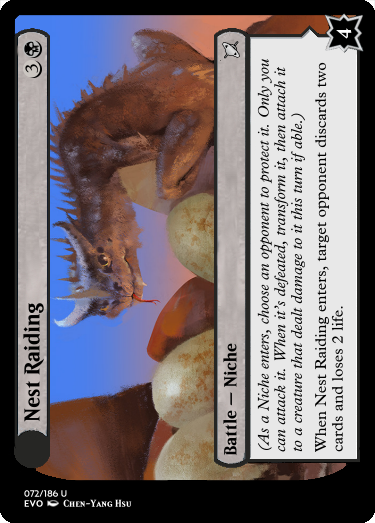 Nest Raiding
3
Battle – Niche
4
(As a Niche enters, choose an opponent to protect it. Only you
can attack it. When it's defeated, transform it, then attach it
to a creature that dealt damage to it this turn if able.)
When Nest Raiding enters, target opponent discards two
cards and loses 2 life.
072/186 U
EVO Chen-Yang Hsu